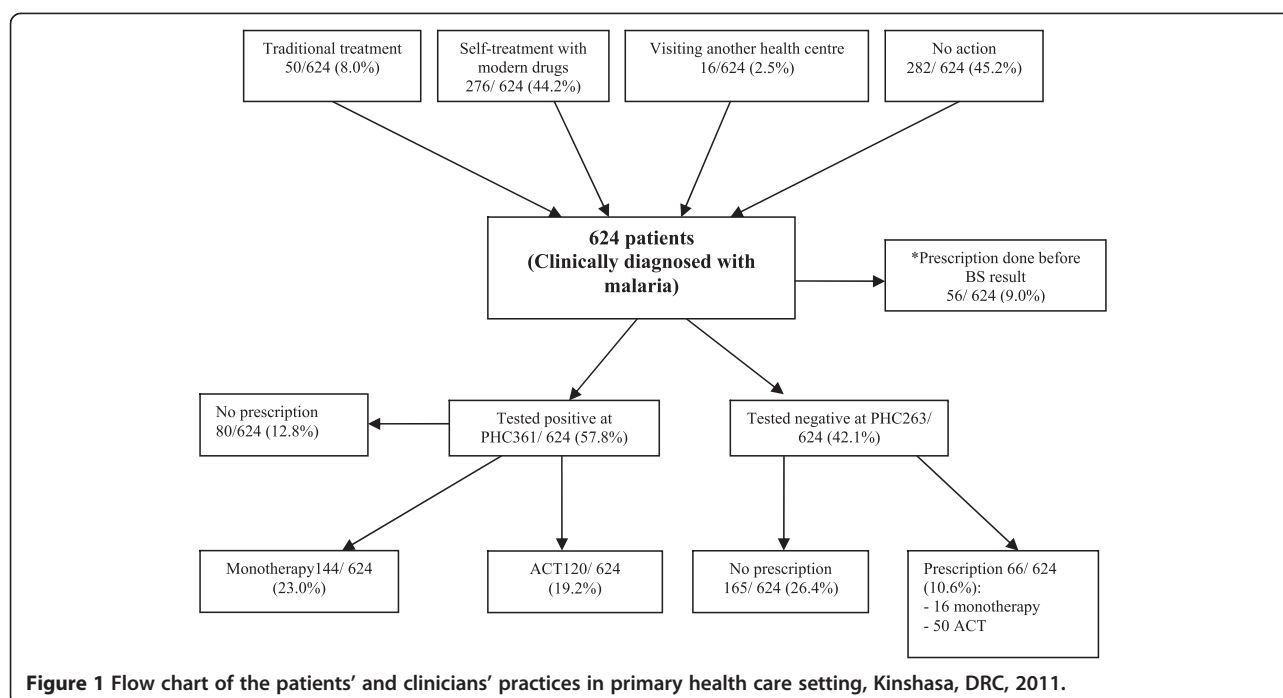 Traditional treatment
50/624 (8.0%)
Self-treatment with
modern drugs
276/ 624 (44.2%)
Visiting another health centre
16/624 (2.5%)
No action
282/ 624 (45.2%)
624 patients
(Clinically diagnosed with
malaria)
*Prescription done before
BS result
56/ 624 (9.0%)
No prescription
80/624 (12.8%)
Tested positive at
PHC361/ 624 (57.8%)
Tested negative at PHC263/
624 (42.1%)
Monotherapy144/ 624
(23.0%)
ACT120/ 624
(19.2%)
No prescription
165/ 624 (26.4%)
Prescription 66/ 624
(10.6%):
- 16 monotherapy
- 50 ACT
Figure 1 Flow chart of the patients’ and clinicians’ practices in primary health care setting, Kinshasa, DRC, 2011.